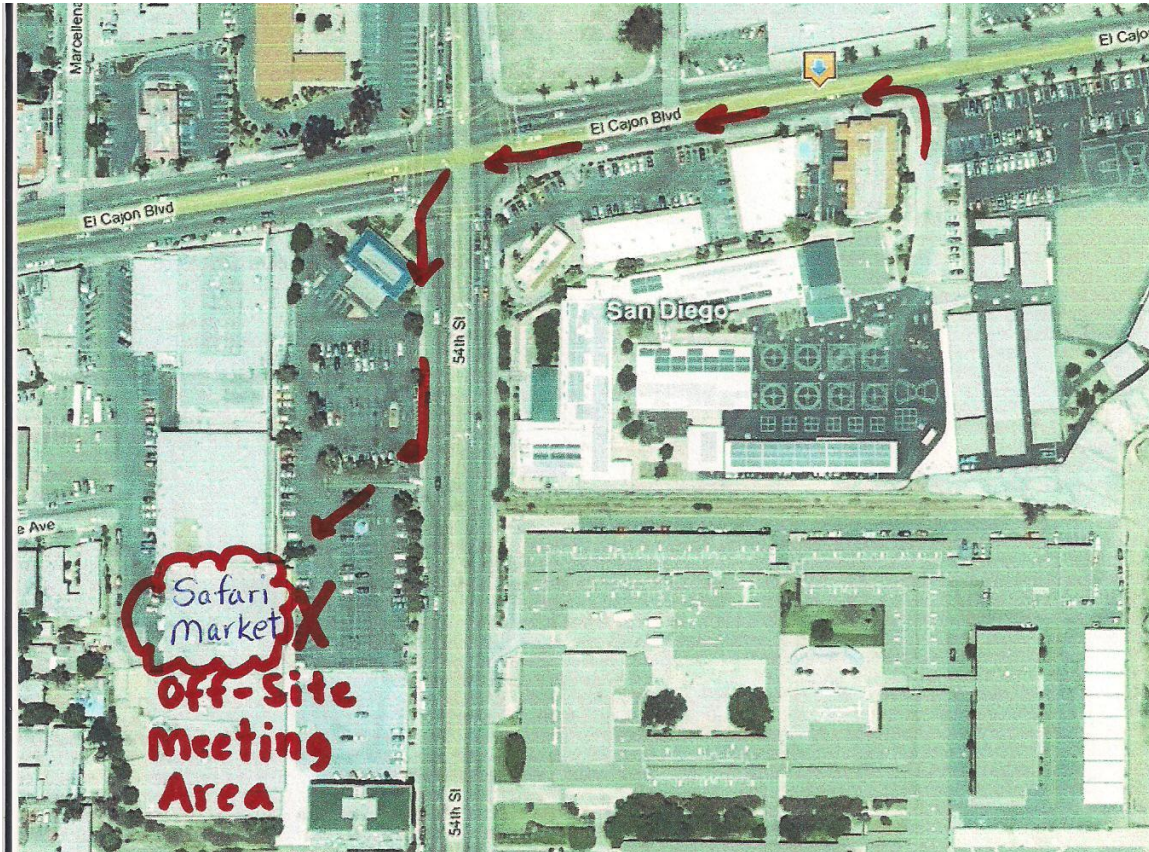 Marcellena
El Cajo
El Cajon Blvd
El Cajon Blvd
54th St
San Diego
e Ave
Safari
Market
X
Off-Site
Meeting
Area
54th St